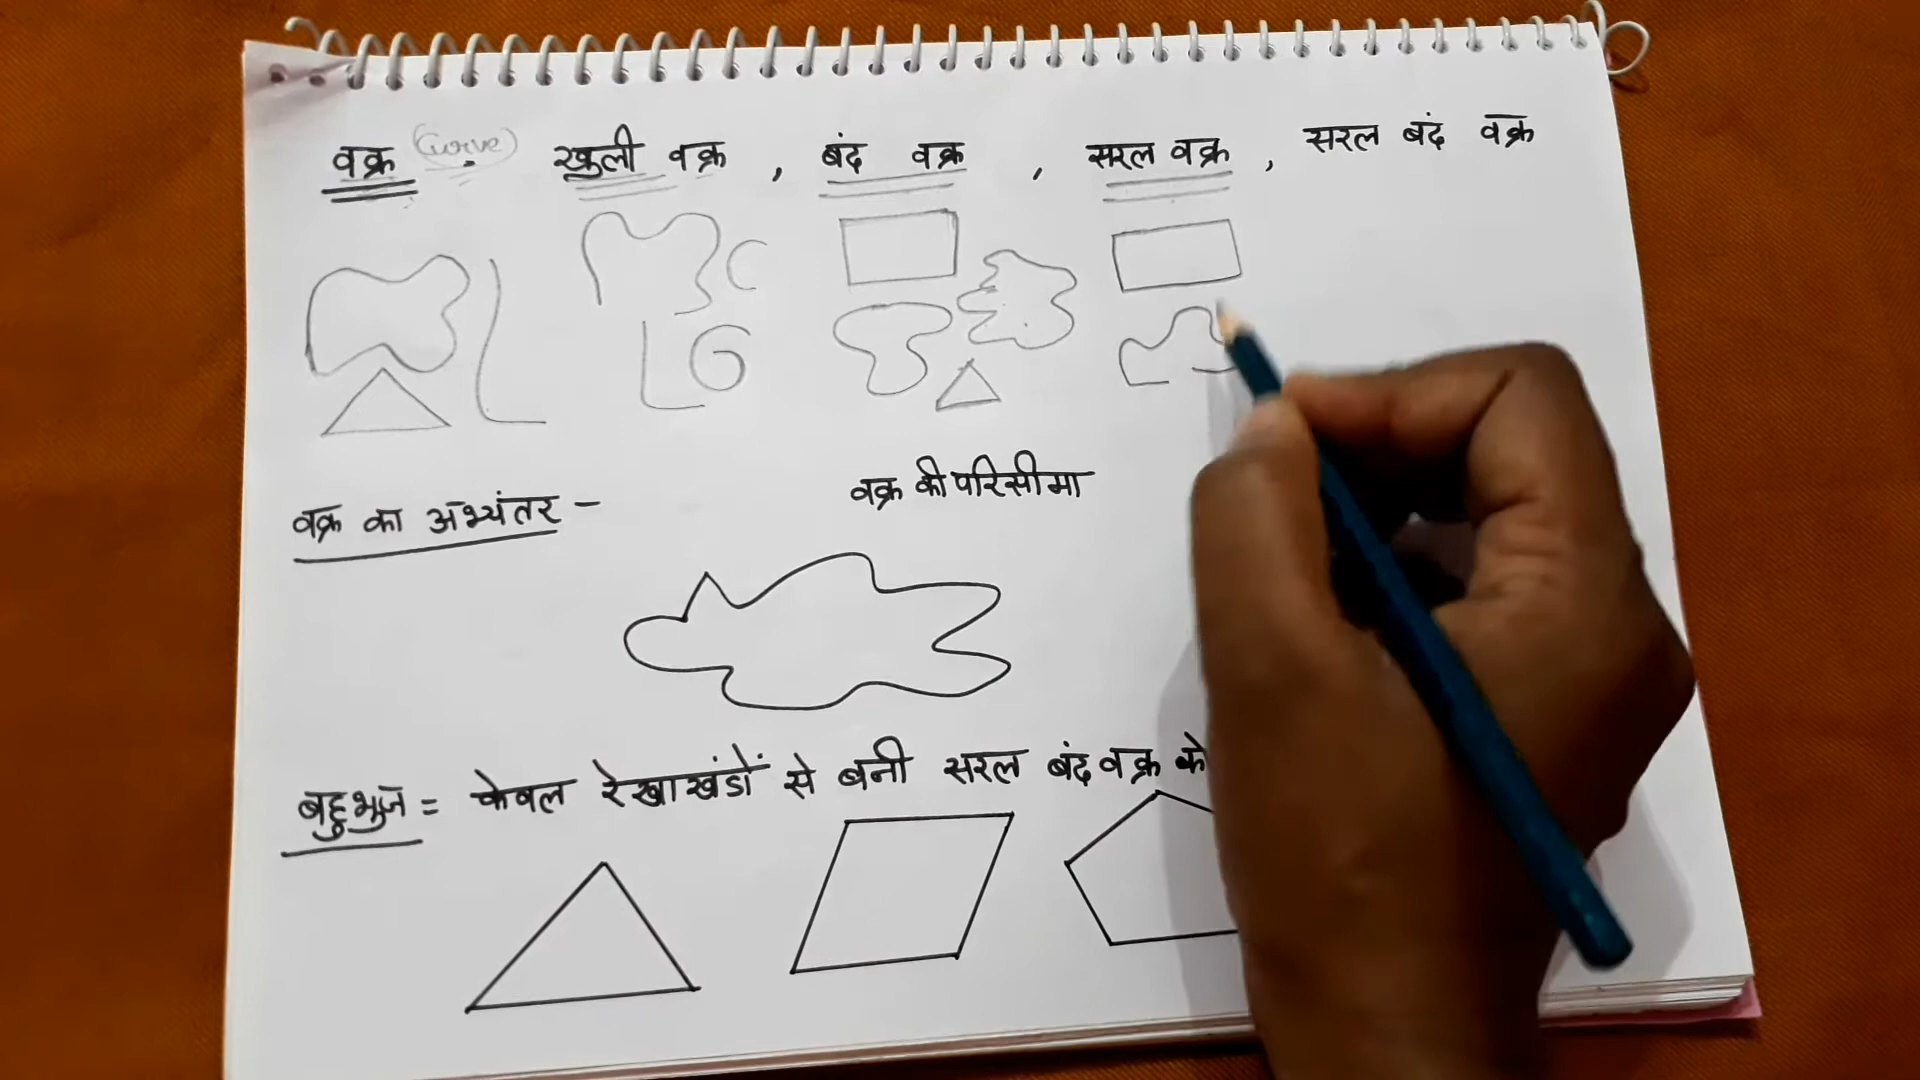 वक्र (Curve) खुली वक्र , बंद वक्र , सरल वक्र , सरल बंद वक्र
वक्र का अभ्यंतर - वक्र की परिसीमा
बहुभुज = केवल रेखाखंडों से बनी सरल बंद वक्र को